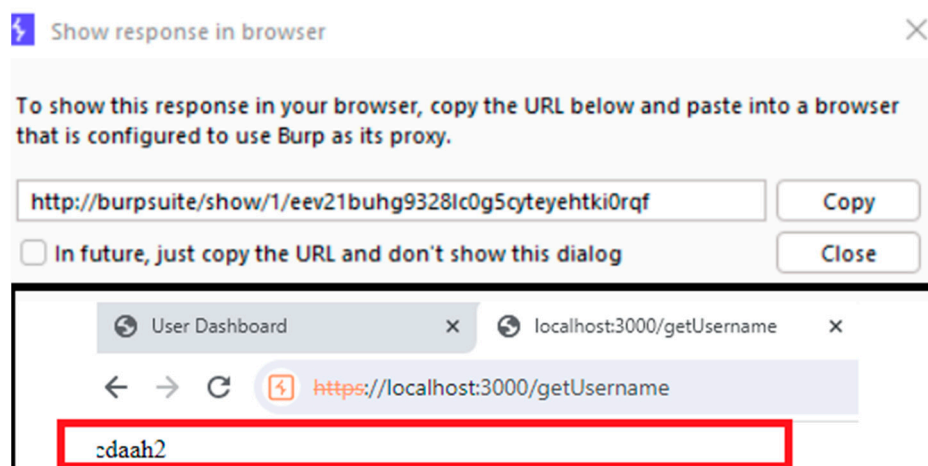 Show response in browser
To show this response in your browser, copy the URL below and paste into a browser
that is configured to use Burp as its proxy.
http://burpsuite/show/1/eev21buhg9328lc0g5cyteyehtki0rqf
Copy
In future, just copy the URL and don't show this dialog
Close
User Dashboard
localhost:3000/getUsername
https://localhost:3000/getUsername
cdaah2